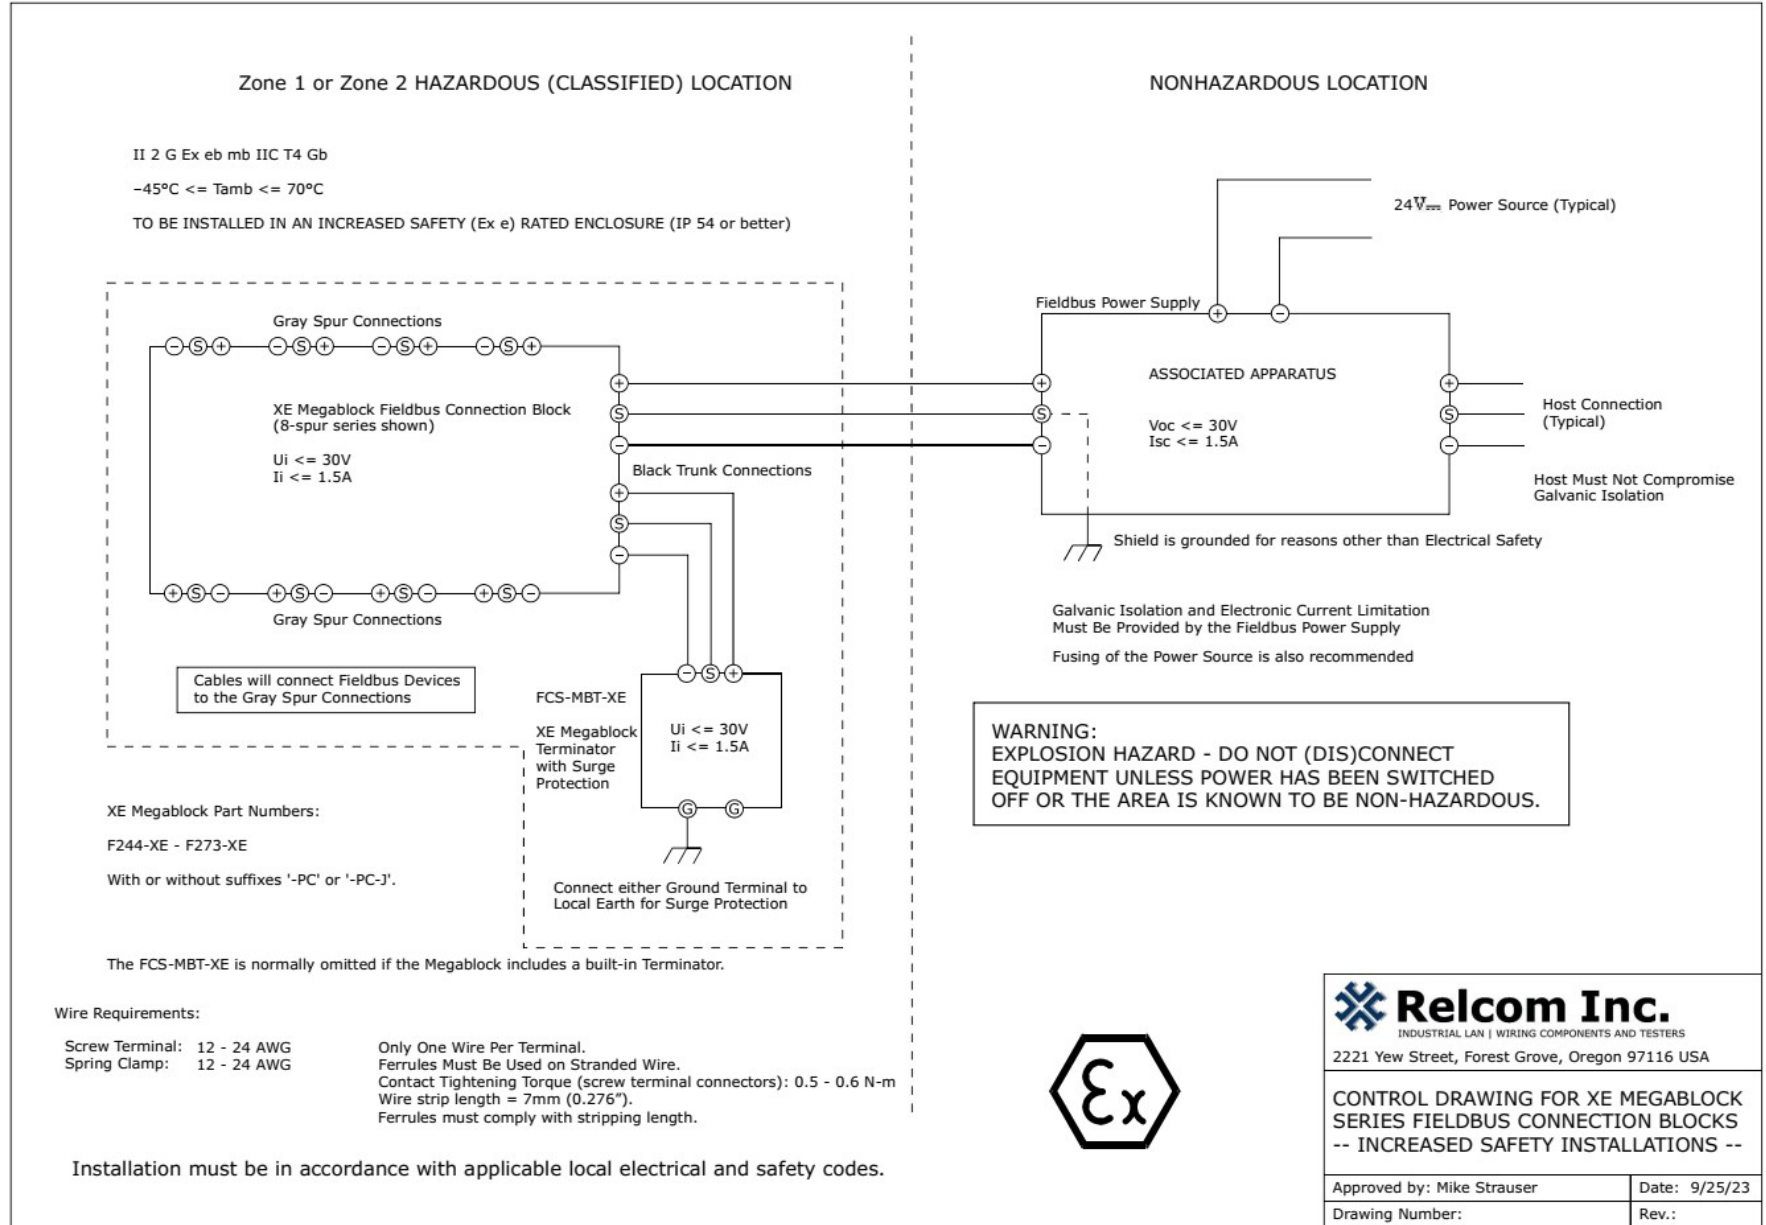 Zone 1 or Zone 2 HAZARDOUS (CLASSIFIED) LOCATION
NONHAZARDOUS LOCATION
II 2 G Ex eb mb IIC T4 Gb
–45°C <= Tamb <= 70°C
TO BE INSTALLED IN AN INCREASED SAFETY (Ex e) RATED ENCLOSURE (IP 54 or better)
24V⎓ Power Source (Typical)
Fieldbus Power Supply
+ −
Gray Spur Connections
− S + − S + − S + − S +
XE Megablock Fieldbus Connection Block
(8-spur series shown)
Ui <= 30V
Ii <= 1.5A
+
S
−
Black Trunk Connections
+
S
−
+ S − + S − + S − + S −
Gray Spur Connections
Cables will connect Fieldbus Devices
to the Gray Spur Connections
− S +
FCS-MBT-XE
XE Megablock
Terminator
with Surge
Protection
Ui <= 30V
Ii <= 1.5A
G G
Connect either Ground Terminal to
Local Earth for Surge Protection
+
S
−
ASSOCIATED APPARATUS
Voc <= 30V
Isc <= 1.5A
+
S
−
Host Connection
(Typical)
Host Must Not Compromise
Galvanic Isolation
Shield is grounded for reasons other than Electrical Safety
Galvanic Isolation and Electronic Current Limitation
Must Be Provided by the Fieldbus Power Supply
Fusing of the Power Source is also recommended
WARNING:
EXPLOSION HAZARD - DO NOT (DIS)CONNECT
EQUIPMENT UNLESS POWER HAS BEEN SWITCHED
OFF OR THE AREA IS KNOWN TO BE NON-HAZARDOUS.
XE Megablock Part Numbers:
F244-XE - F273-XE
With or without suffixes '-PC' or '-PC-J'.
The FCS-MBT-XE is normally omitted if the Megablock includes a built-in Terminator.
Wire Requirements:
Screw Terminal: 12 - 24 AWG
Spring Clamp: 12 - 24 AWG
Only One Wire Per Terminal.
Ferrules Must Be Used on Stranded Wire.
Contact Tightening Torque (screw terminal connectors): 0.5 - 0.6 N-m
Wire strip length = 7mm (0.276″).
Ferrules must comply with stripping length.
Installation must be in accordance with applicable local electrical and safety codes.
Ex
Relcom Inc.
INDUSTRIAL LAN | WIRING COMPONENTS AND TESTERS
2221 Yew Street, Forest Grove, Oregon 97116 USA
CONTROL DRAWING FOR XE MEGABLOCK
SERIES FIELDBUS CONNECTION BLOCKS
-- INCREASED SAFETY INSTALLATIONS --
Approved by: Mike Strauser
Date: 9/25/23
Drawing Number:
Rev.: